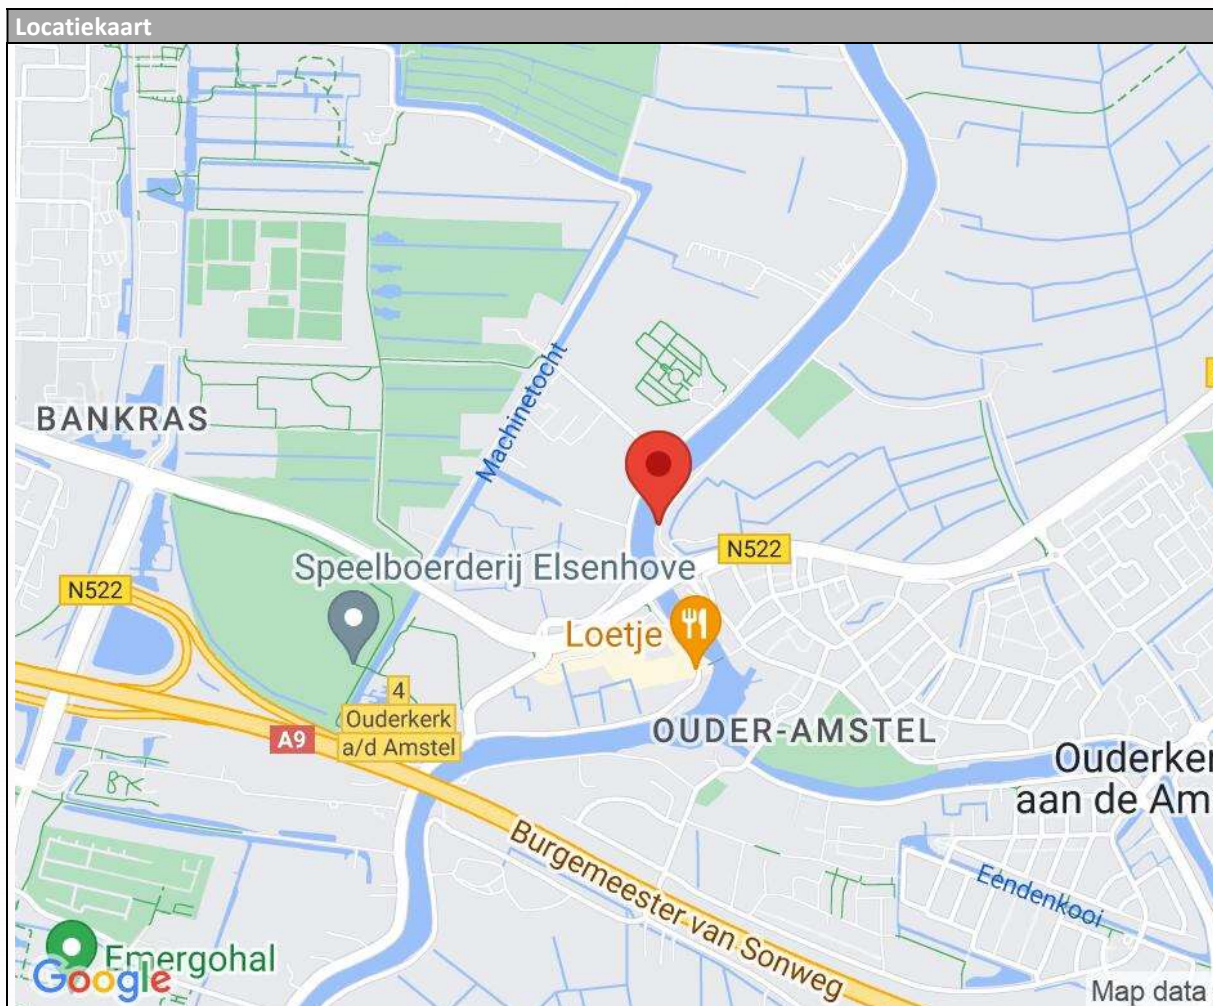 Locatiekaart
BANKRAS
Machinetocht
N522
Speelboerderij Elsenhove
N522
Loetje
4
Ouderkerk
a/d Amstel
A9
OUDER-AMSTEL
Ouderker
aan de Am
Burgemeester van Sonweg
Eendenkooi
Emergohal
Google
Map data